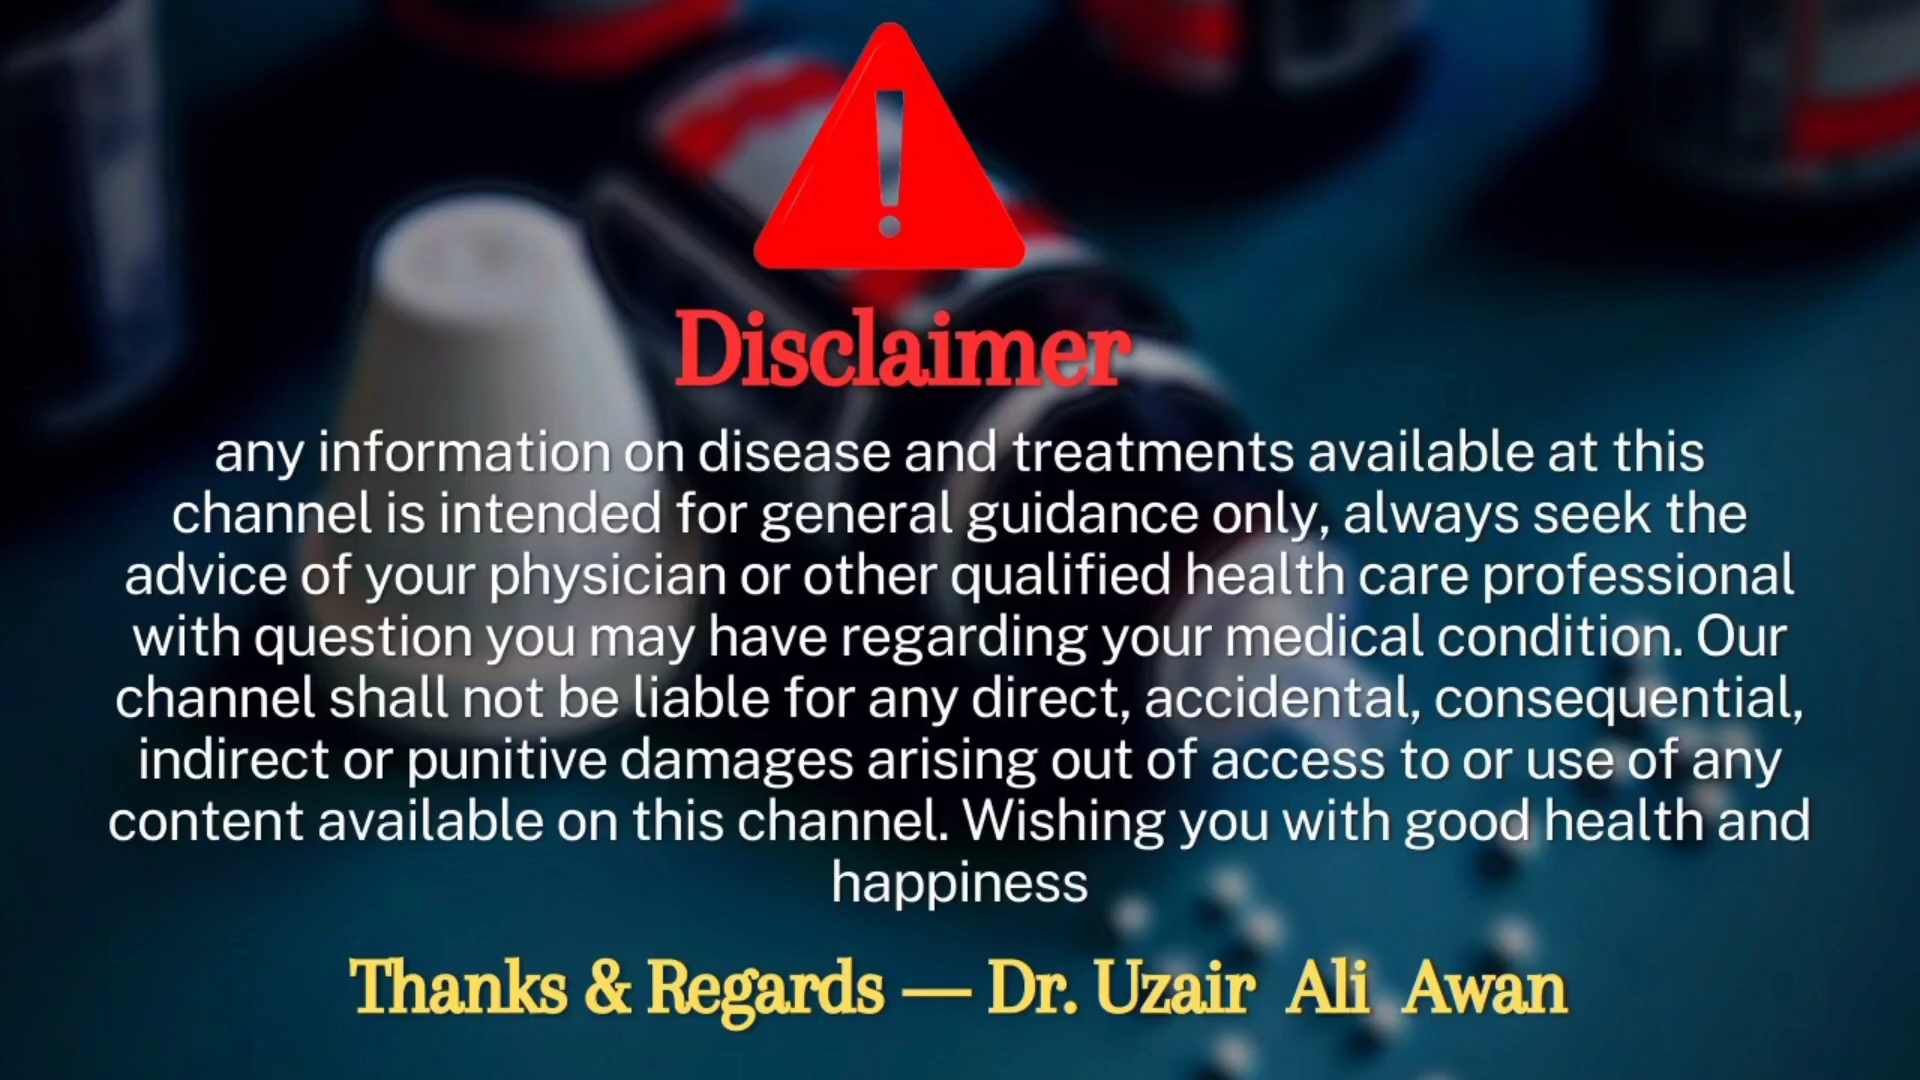 Disclaimer
any information on disease and treatments available at this
channel is intended for general guidance only, always seek the
advice of your physician or other qualified health care professional
with question you may have regarding your medical condition. Our
channel shall not be liable for any direct, accidental, consequential,
indirect or punitive damages arising out of access to or use of any
content available on this channel. Wishing you with good health and
happiness
Thanks & Regards — Dr. Uzair Ali Awan